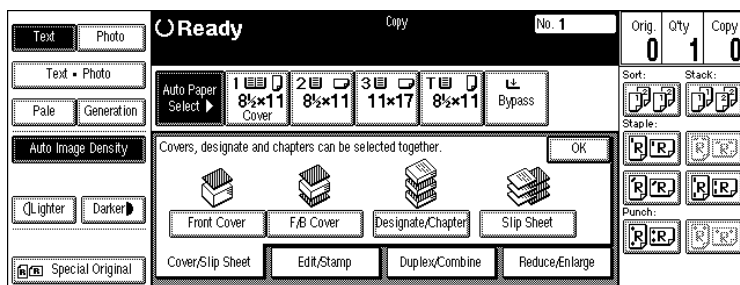 Text
Photo
Text • Photo
Pale
Generation
Auto Image Density
Lighter
Darker
Special Original
Ready
Copy
No. 1
Auto Paper
Select ▶
1
8½×11
Cover
2
8½×11
3
11×17
T
8½×11
Bypass
Covers, designate and chapters can be selected together.
OK
Front Cover
F/B Cover
Designate/Chapter
Slip Sheet
Cover/Slip Sheet
Edit/Stamp
Duplex/Combine
Reduce/Enlarge
Orig. Q'ty Copy
0 1 0
Sort: Stack:
Staple:
Punch: